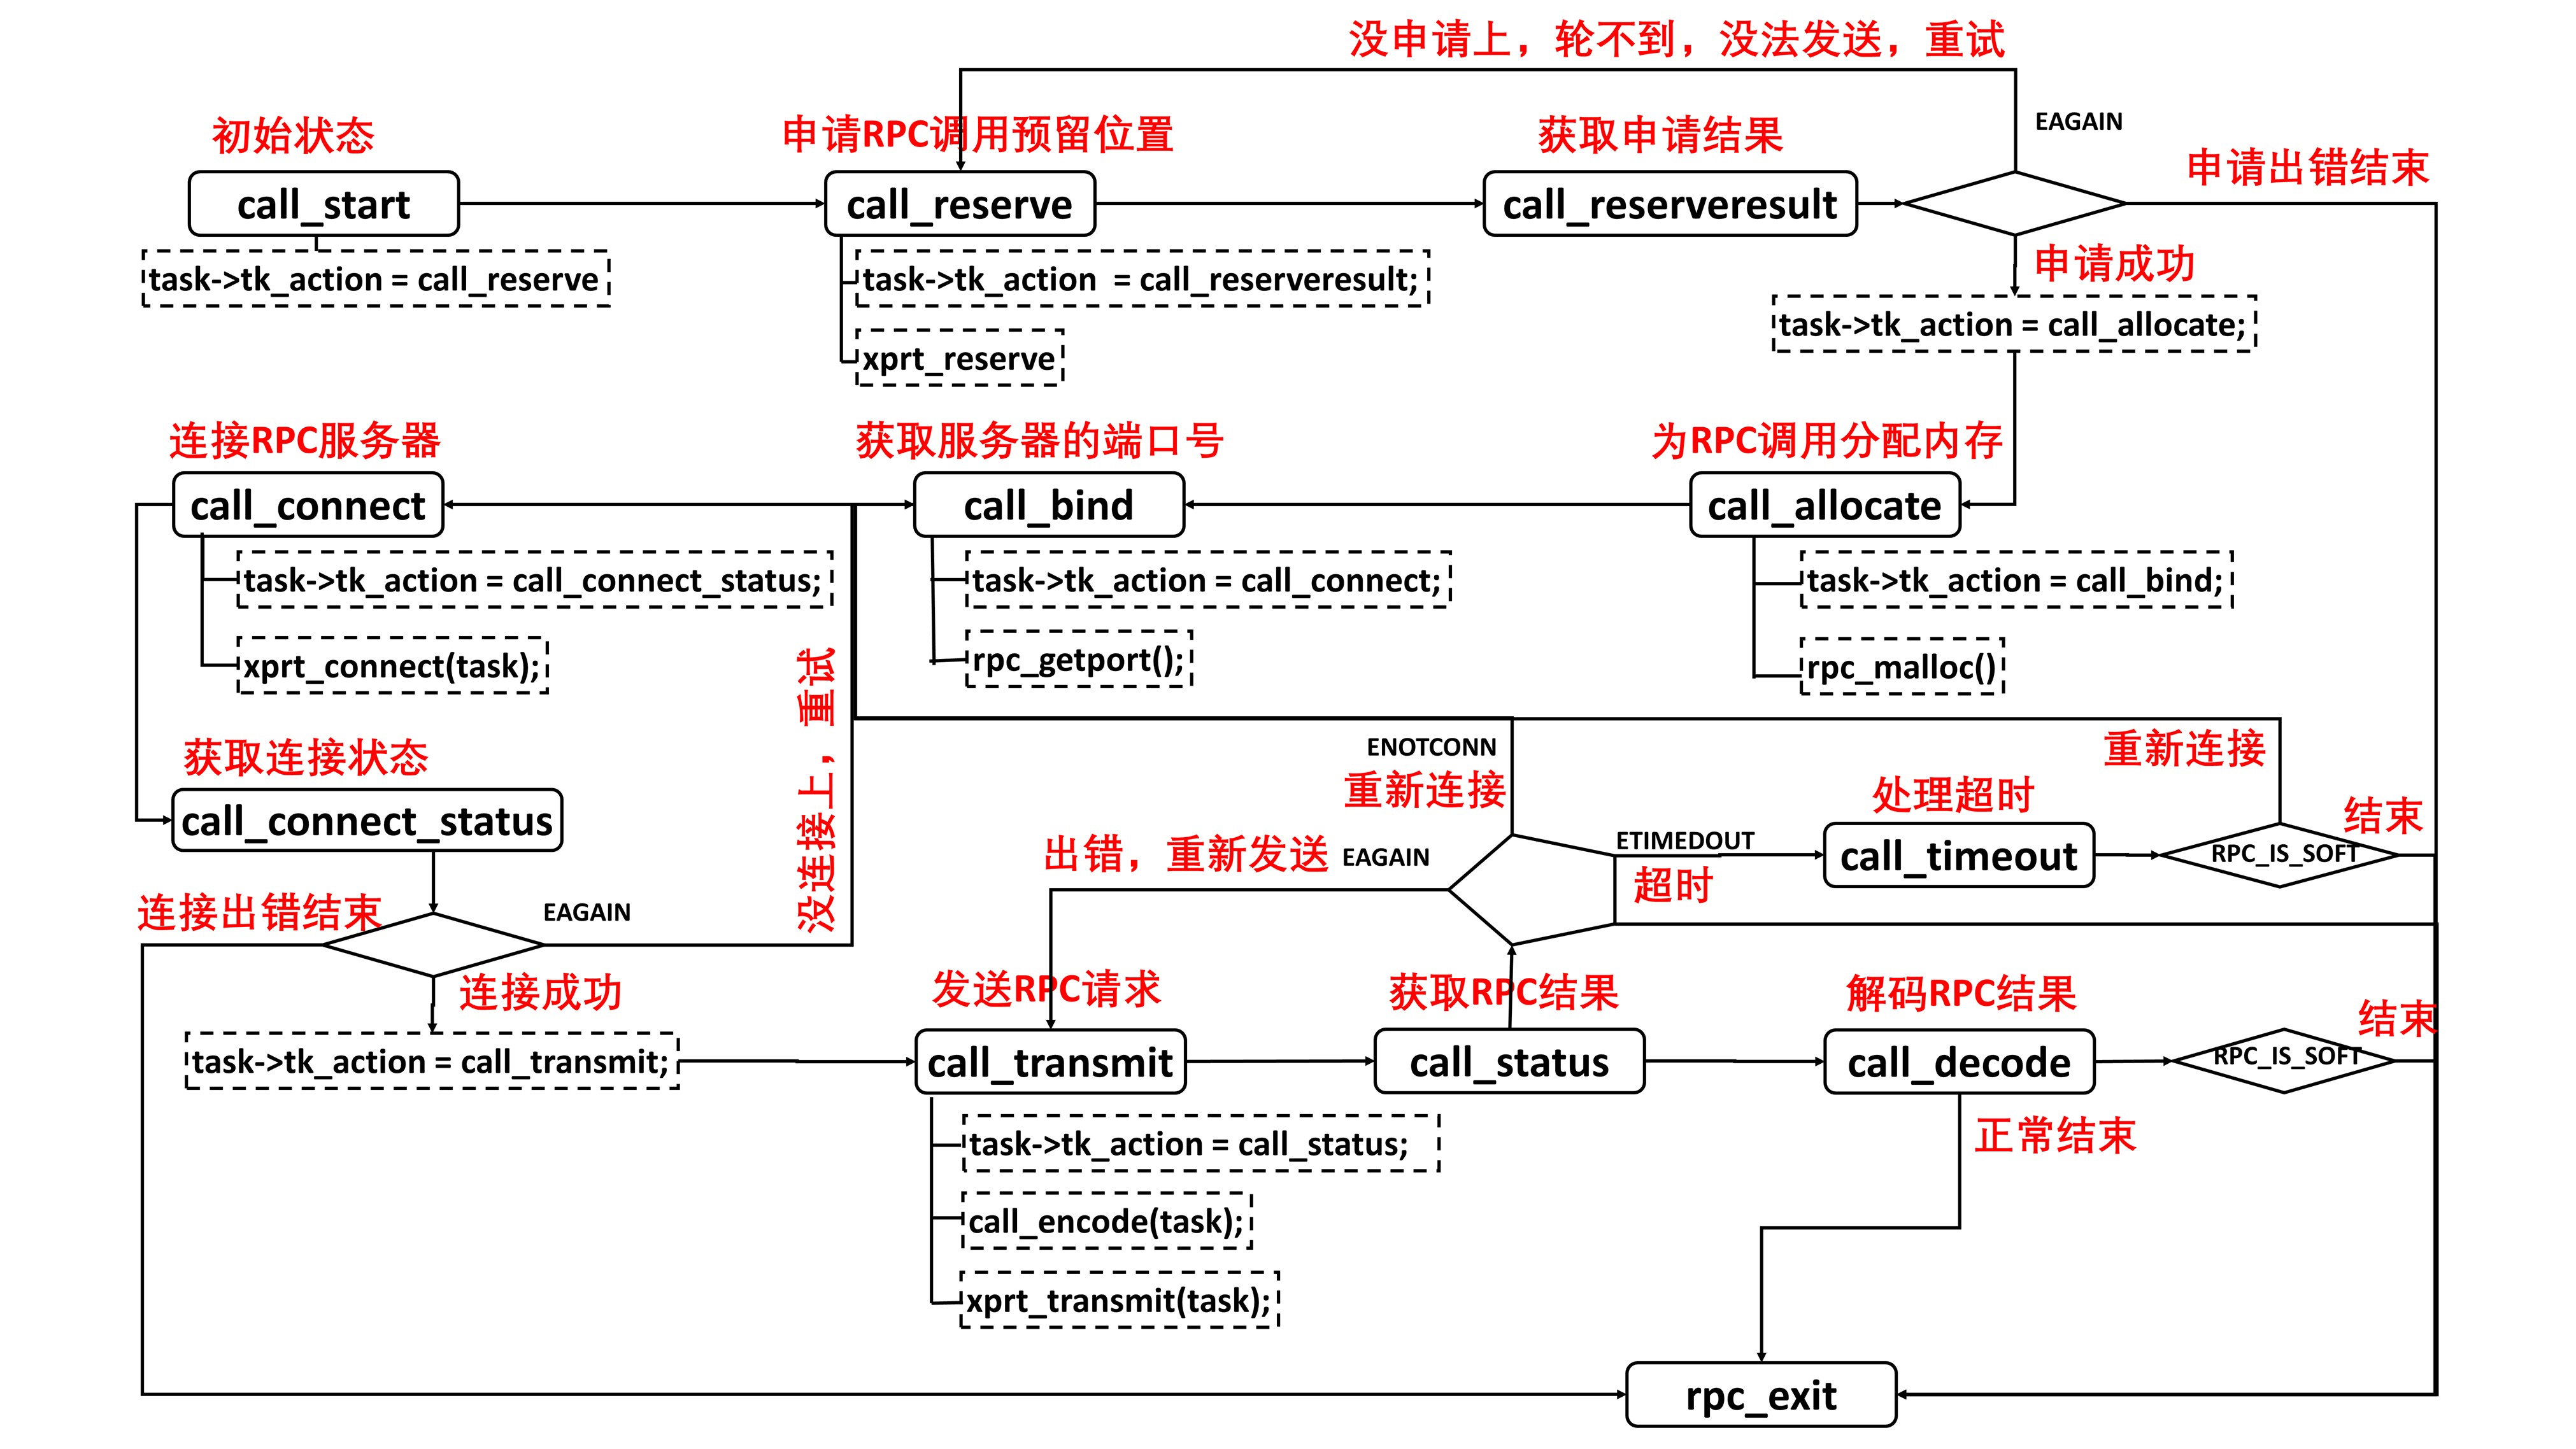 没申请上，轮不到，没法发送，重试
EAGAIN
初始状态
申请RPC调用预留位置
获取申请结果
申请出错结束
call_start
call_reserve
call_reserveresult
申请成功
task->tk_action = call_reserve
task->tk_action  = call_reserveresult;
xprt_reserve
task->tk_action = call_allocate;
连接RPC服务器
获取服务器的端口号
为RPC调用分配内存
call_connect
call_bind
call_allocate
task->tk_action = call_connect_status;
xprt_connect(task);
task->tk_action = call_connect;
rpc_getport();
task->tk_action = call_bind;
rpc_malloc()
没连接上，重试
获取连接状态
call_connect_status
ENOTCONN
重新连接
重新连接
处理超时
结束
出错，重新发送
EAGAIN
ETIMEDOUT
超时
call_timeout
RPC_IS_SOFT
连接出错结束
EAGAIN
连接成功
task->tk_action = call_transmit;
发送RPC请求
获取RPC结果
解码RPC结果
结束
call_transmit
call_status
call_decode
RPC_IS_SOFT
正常结束
task->tk_action = call_status;
call_encode(task);
xprt_transmit(task);
rpc_exit